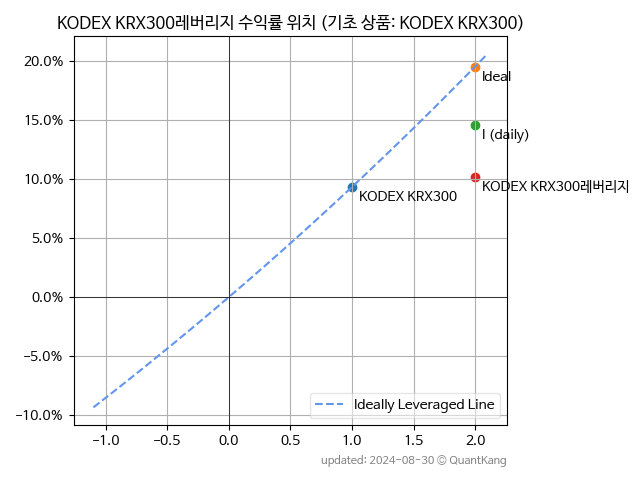 KODEX KRX300레버리지 수익률 위치 (기초 상품: KODEX KRX300)
20.0%
Ideal
15.0%
I (daily)
10.0%
KODEX KRX300레버리지
KODEX KRX300
5.0%
0.0%
−5.0%
−10.0%
Ideally Leveraged Line
−1.0 −0.5 0.0 0.5 1.0 1.5 2.0
updated: 2024-08-30 © QuantKang